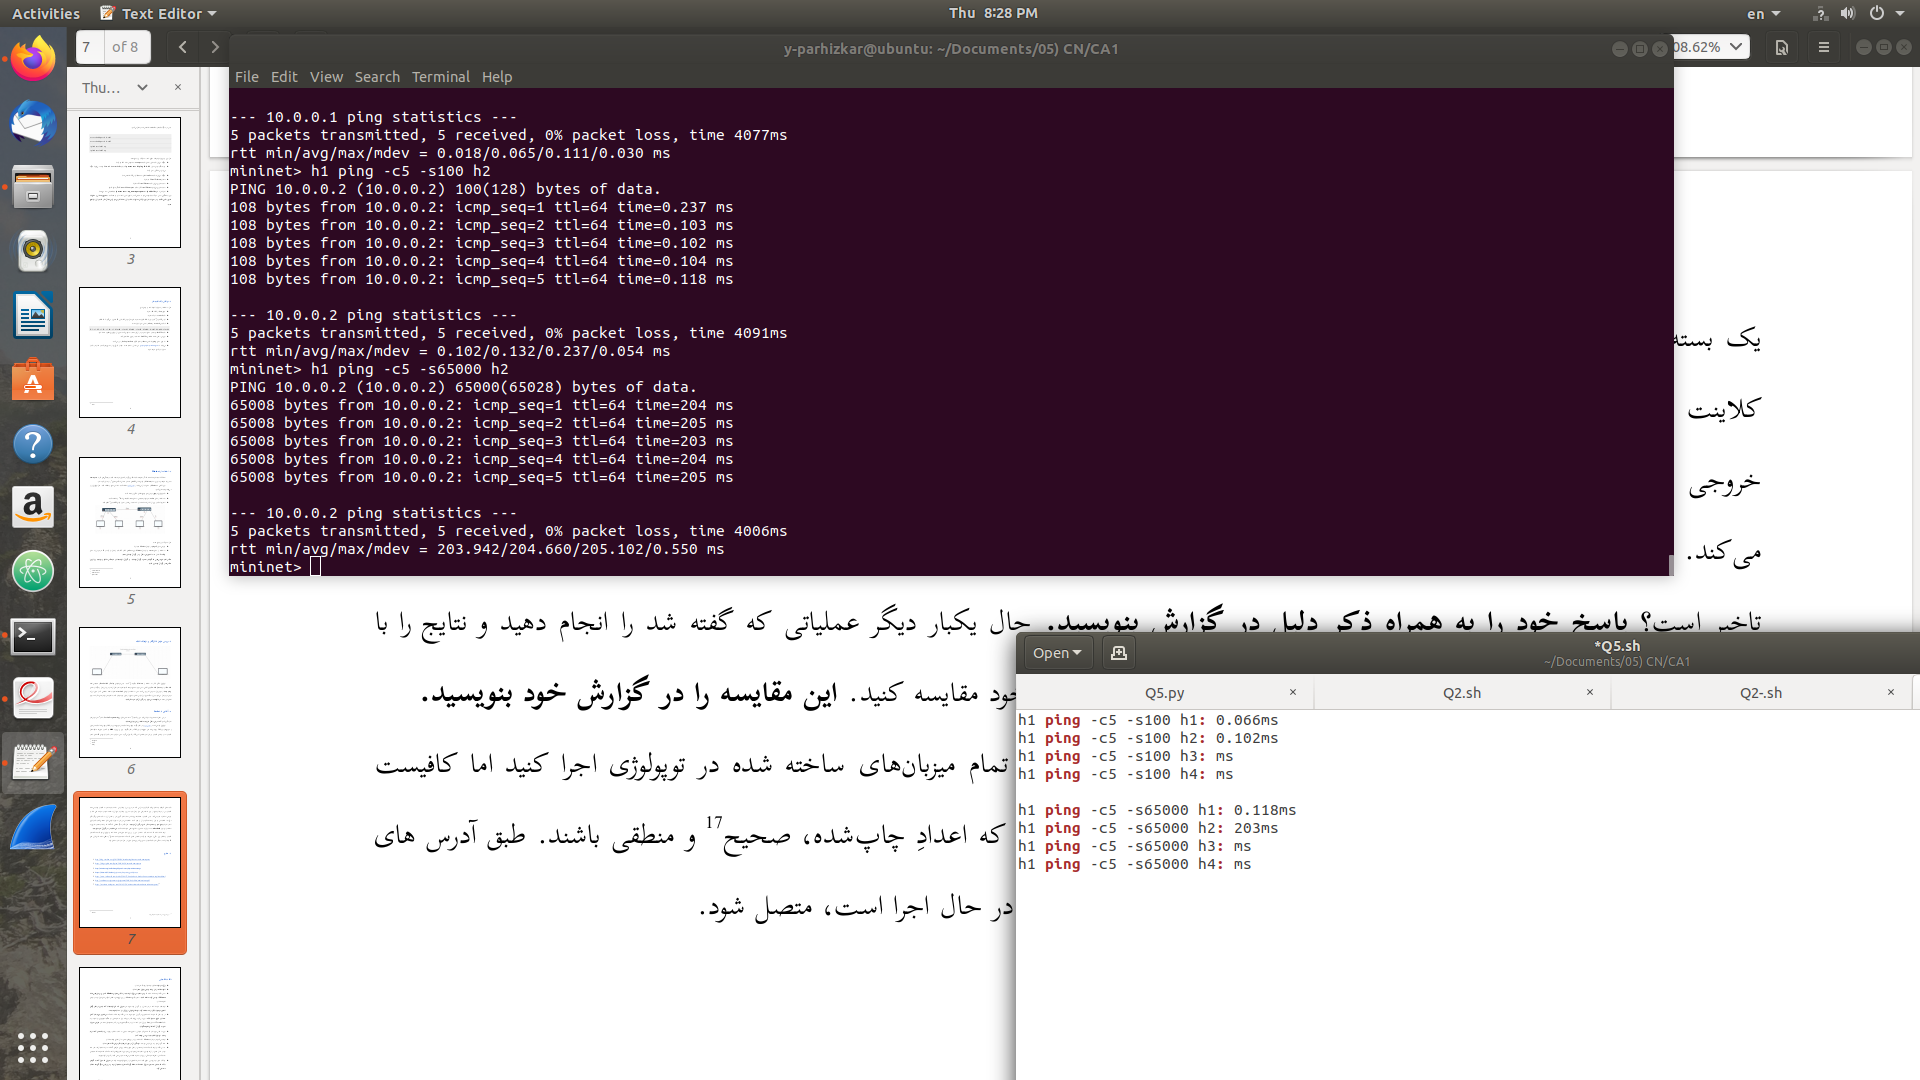 Activities
Text Editor
Thu 8:28 PM
en
7 of 8
08.62%
y-parhizkar@ubuntu: ~/Documents/05) CN/CA1
Thu...
File Edit View Search Terminal Help
--- 10.0.0.1 ping statistics ---
5 packets transmitted, 5 received, 0% packet loss, time 4077ms
rtt min/avg/max/mdev = 0.018/0.065/0.111/0.030 ms
mininet> h1 ping -c5 -s100 h2
PING 10.0.0.2 (10.0.0.2) 100(128) bytes of data.
108 bytes from 10.0.0.2: icmp_seq=1 ttl=64 time=0.237 ms
108 bytes from 10.0.0.2: icmp_seq=2 ttl=64 time=0.103 ms
108 bytes from 10.0.0.2: icmp_seq=3 ttl=64 time=0.102 ms
108 bytes from 10.0.0.2: icmp_seq=4 ttl=64 time=0.104 ms
108 bytes from 10.0.0.2: icmp_seq=5 ttl=64 time=0.118 ms
--- 10.0.0.2 ping statistics ---
5 packets transmitted, 5 received, 0% packet loss, time 4091ms
rtt min/avg/max/mdev = 0.102/0.132/0.237/0.054 ms
mininet> h1 ping -c5 -s65000 h2
PING 10.0.0.2 (10.0.0.2) 65000(65028) bytes of data.
65008 bytes from 10.0.0.2: icmp_seq=1 ttl=64 time=204 ms
65008 bytes from 10.0.0.2: icmp_seq=2 ttl=64 time=205 ms
65008 bytes from 10.0.0.2: icmp_seq=3 ttl=64 time=203 ms
65008 bytes from 10.0.0.2: icmp_seq=4 ttl=64 time=204 ms
65008 bytes from 10.0.0.2: icmp_seq=5 ttl=64 time=205 ms
--- 10.0.0.2 ping statistics ---
5 packets transmitted, 5 received, 0% packet loss, time 4006ms
rtt min/avg/max/mdev = 203.942/204.660/205.102/0.550 ms
mininet>
3
4
5
6
7
یک بسته
کلاینت
خروجی
می‌کند.
تاخیر است؟ پاسخ خود را به همراه ذکر دلیل در گزارش بنویسید. حال یکبار دیگر عملیاتی که گفته شد را انجام دهید و نتایج را با
خود مقایسه کنید. این مقایسه را در گزارش خود بنویسید.
تمام میزبان‌های ساخته شده در توپولوژی اجرا کنید اما کافیست
که اعدادِ چاپ‌شده، صحیح17 و منطقی باشند. طبق آدرس های
در حال اجرا است، متصل شود.
Open
*Q5.sh
~/Documents/05) CN/CA1
Q5.py
Q2.sh
Q2-.sh
h1 ping -c5 -s100 h1: 0.066ms
h1 ping -c5 -s100 h2: 0.102ms
h1 ping -c5 -s100 h3: ms
h1 ping -c5 -s100 h4: ms
h1 ping -c5 -s65000 h1: 0.118ms
h1 ping -c5 -s65000 h2: 203ms
h1 ping -c5 -s65000 h3: ms
h1 ping -c5 -s65000 h4: ms